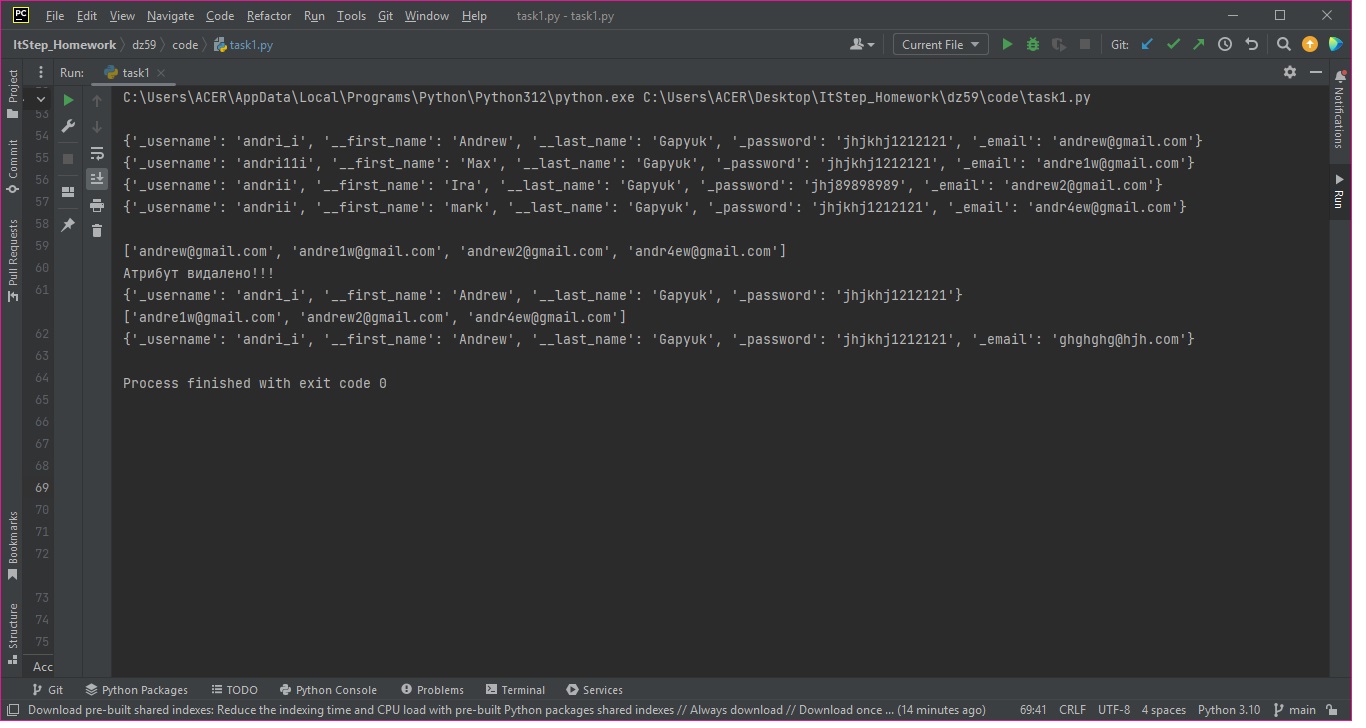 PC File Edit View Navigate Code Refactor Run Tools Git Window Help task1.py - task1.py
ItStep_Homework dz59 code task1.py Current File Git:
Project
Commit
Pull Requests
Bookmarks
Structure
Run: task1
C:\Users\ACER\AppData\Local\Programs\Python\Python312\python.exe C:\Users\ACER\Desktop\ItStep_Homework\dz59\code\task1.py
53
54 {'_username': 'andri_i', '__first_name': 'Andrew', '__last_name': 'Gapyuk', '_password': 'jhjkhj1212121', '_email': 'andrew@gmail.com'}
55 {'_username': 'andri11i', '__first_name': 'Max', '__last_name': 'Gapyuk', '_password': 'jhjkhj1212121', '_email': 'andre1w@gmail.com'}
56 {'_username': 'andrii', '__first_name': 'Ira', '__last_name': 'Gapyuk', '_password': 'jhj89898989', '_email': 'andrew2@gmail.com'}
57 {'_username': 'andrii', '__first_name': 'mark', '__last_name': 'Gapyuk', '_password': 'jhjkhj1212121', '_email': 'andr4ew@gmail.com'}
58
59 ['andrew@gmail.com', 'andre1w@gmail.com', 'andrew2@gmail.com', 'andr4ew@gmail.com']
60 Атрибут видалено!!!
61 {'_username': 'andri_i', '__first_name': 'Andrew', '__last_name': 'Gapyuk', '_password': 'jhjkhj1212121'}
['andre1w@gmail.com', 'andrew2@gmail.com', 'andr4ew@gmail.com']
62 {'_username': 'andri_i', '__first_name': 'Andrew', '__last_name': 'Gapyuk', '_password': 'jhjkhj1212121', '_email': 'ghghghg@hjh.com'}
63
64 Process finished with exit code 0
65
66
67
68
69
70
71
72
73
74
75
Acc
Notifications
Run
Git Python Packages TODO Python Console Problems Terminal Services
Download pre-built shared indexes: Reduce the indexing time and CPU load with pre-built Python packages shared indexes // Always download // Download once ... (14 minutes ago) 69:41 CRLF UTF-8 4 spaces Python 3.10 main